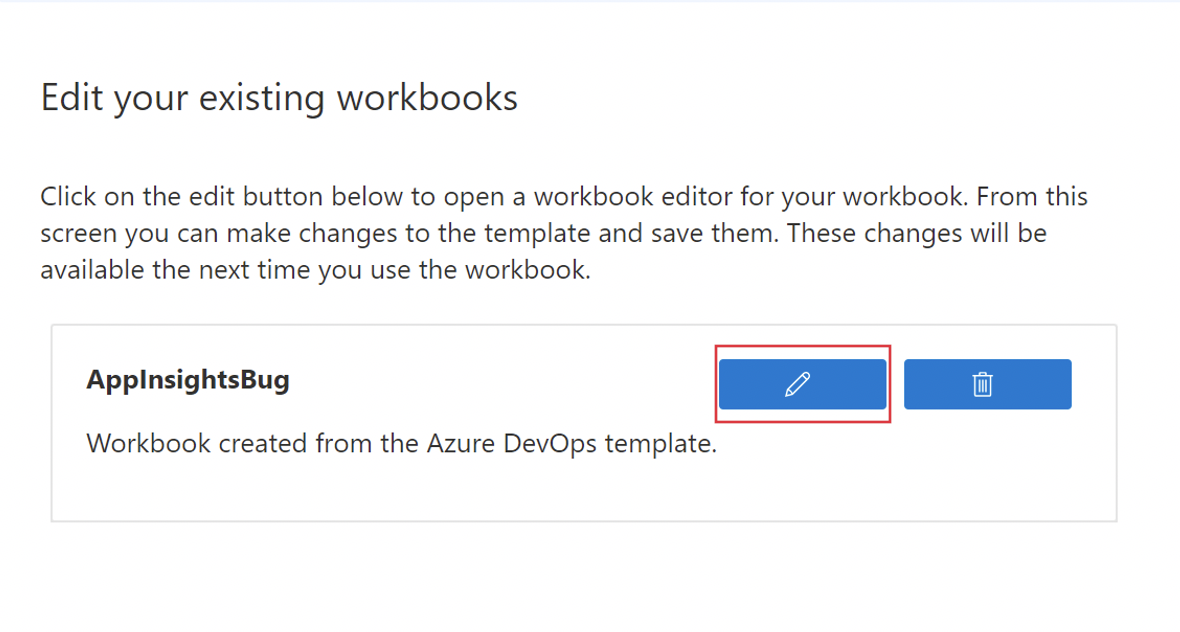 Edit your existing workbooks
Click on the edit button below to open a workbook editor for your workbook. From this
screen you can make changes to the template and save them. These changes will be
available the next time you use the workbook.
AppInsightsBug
Workbook created from the Azure DevOps template.